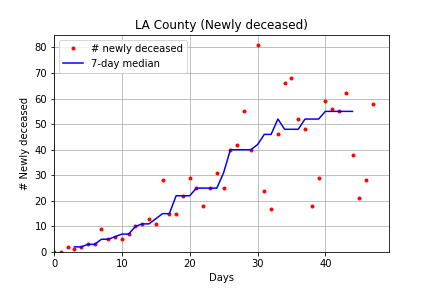 LA County (Newly deceased)
# newly deceased
7-day median
# Newly deceased
80
70
60
50
40
30
20
10
0
0 10 20 30 40
Days